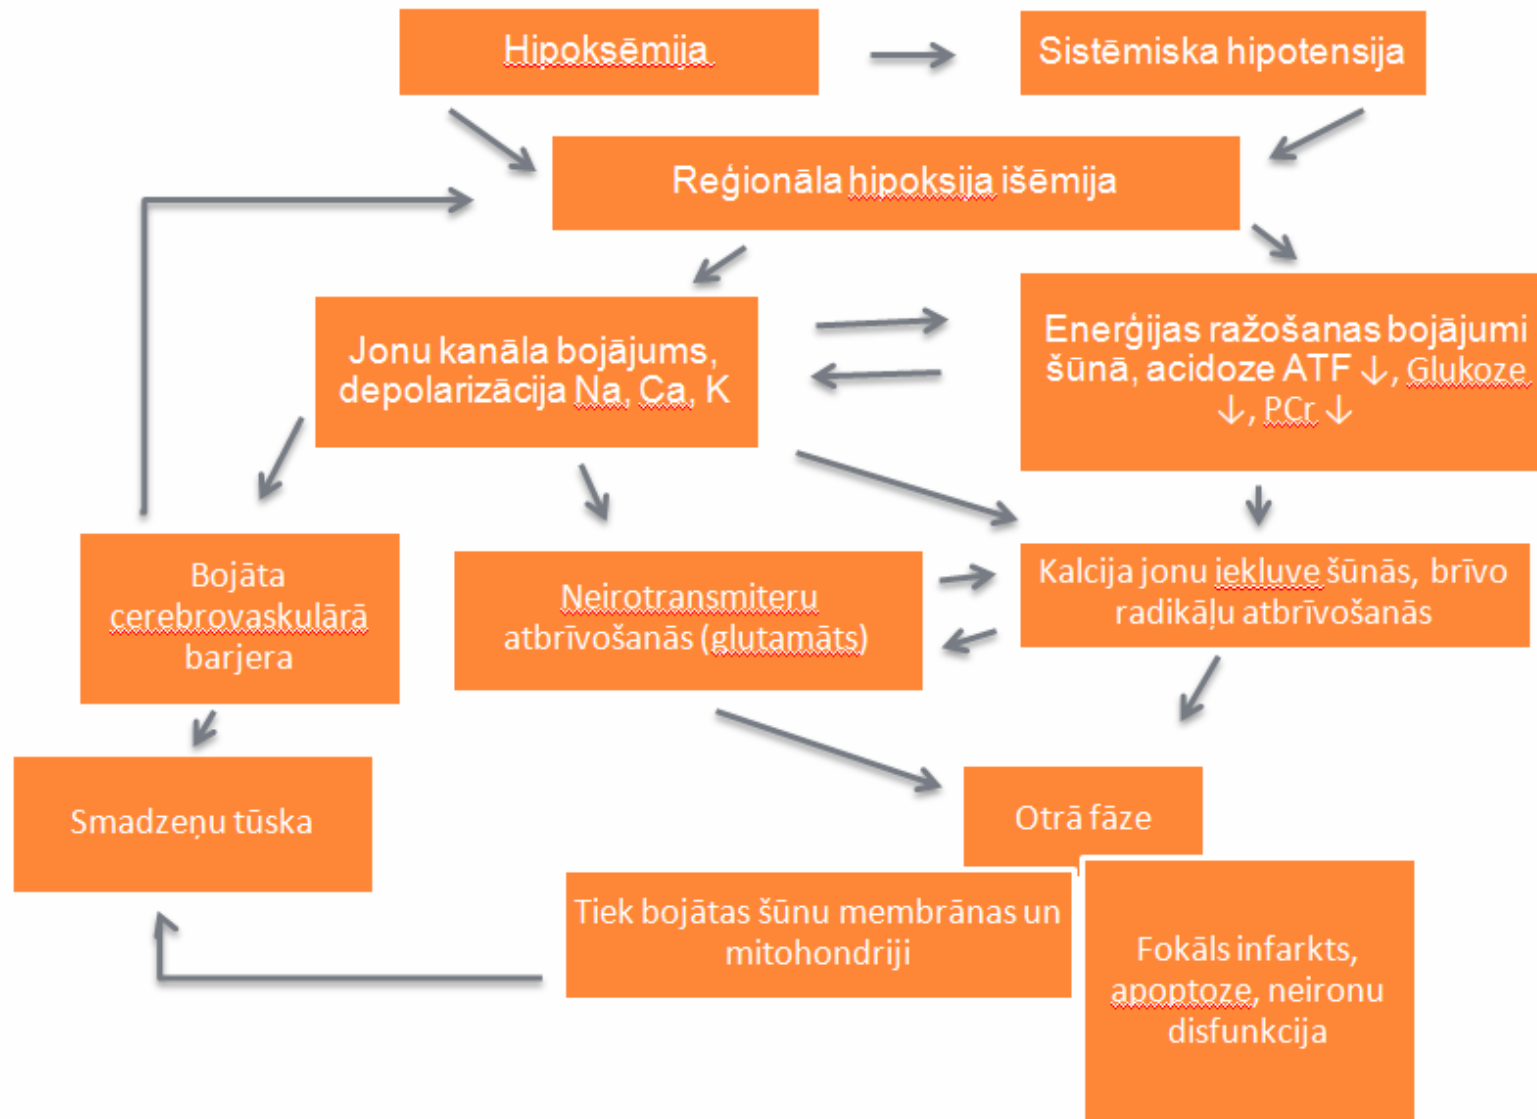 Hipoksēmija
Sistēmiska hipotensija
Reģionāla hipoksija išēmija
Jonu kanāla bojājums,
depolarizācija Na, Ca, K
Enerģijas ražošanas bojājumi
šūnā, acidoze ATF ↓, Glukoze
↓, PCr ↓
Bojāta
cerebrovaskulārā
barjera
Neirotransmiteru
atbrīvošanās (glutamāts)
Kalcija jonu iekluve šūnās, brīvo
radikāļu atbrīvošanās
Smadzeņu tūska
Otrā fāze
Tiek bojātas šūnu membrānas un
mitohondriji
Fokāls infarkts,
apoptoze, neironu
disfunkcija